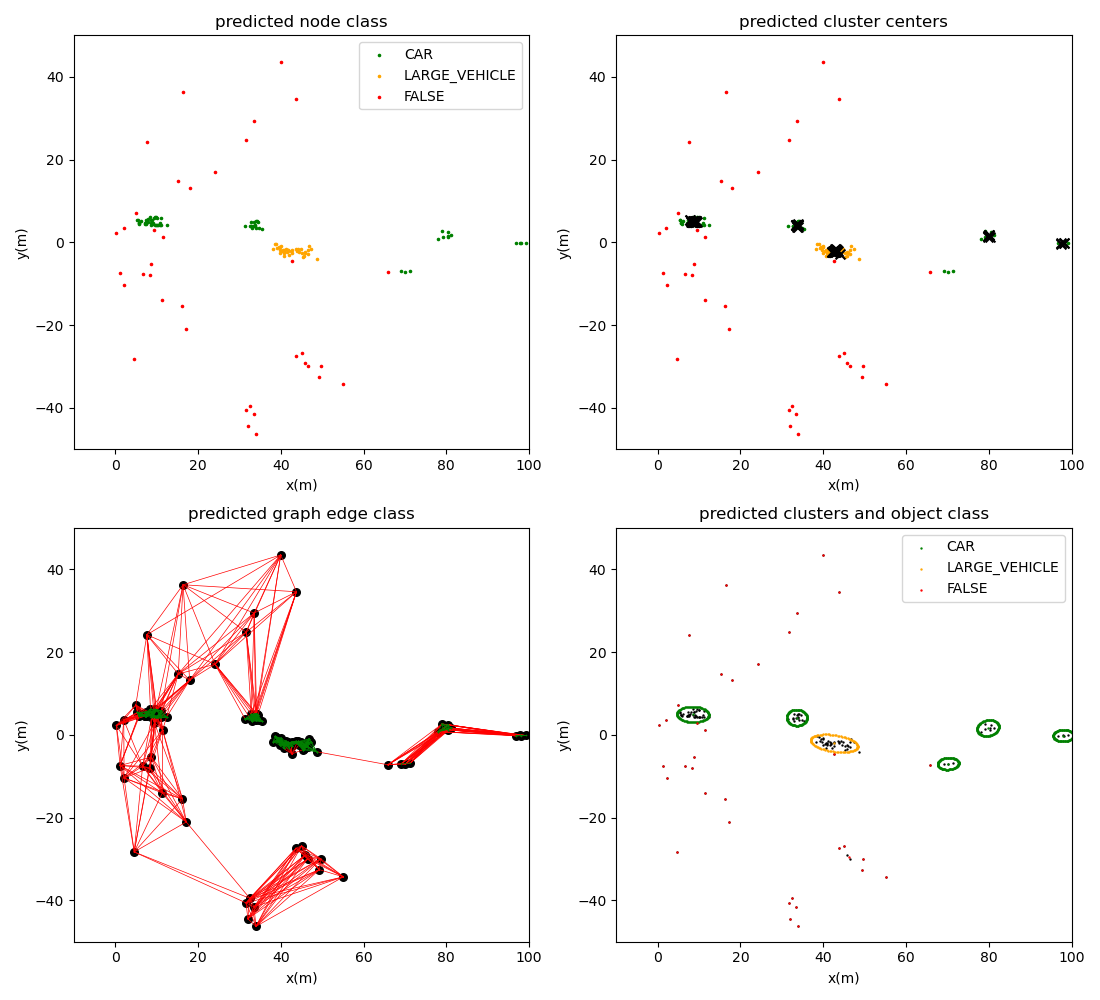 predicted node class
CAR
LARGE_VEHICLE
FALSE
40
20
0
−20
−40
y(m)
0 20 40 60 80 100
x(m)
predicted cluster centers
40
20
0
−20
−40
y(m)
0 20 40 60 80 100
x(m)
predicted graph edge class
40
20
0
−20
−40
y(m)
0 20 40 60 80 100
x(m)
predicted clusters and object class
CAR
LARGE_VEHICLE
FALSE
40
20
0
−20
−40
y(m)
0 20 40 60 80 100
x(m)